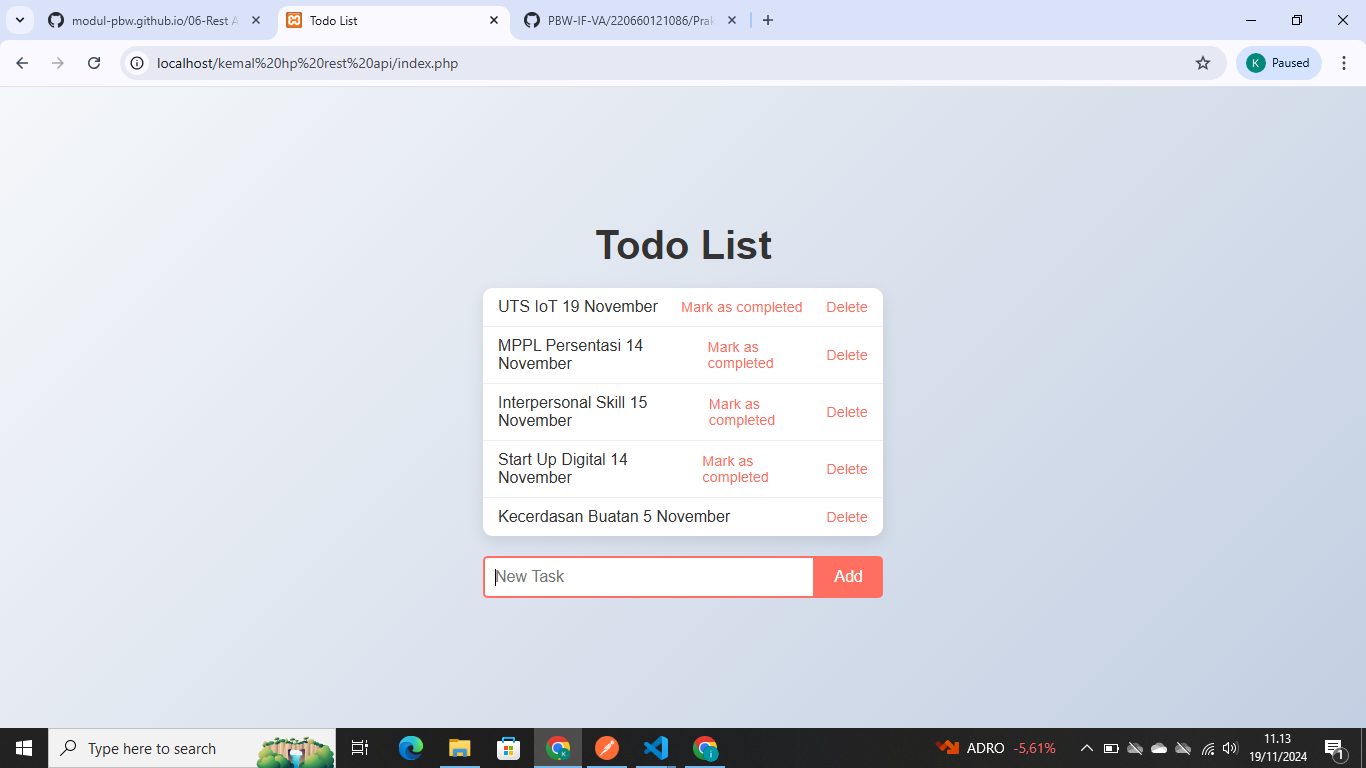 modul-pbw.github.io/06-Rest A
Todo List
PBW-IF-VA/220660121086/Prak
localhost/kemal%20hp%20rest%20api/index.php
K
Paused
Todo List
UTS IoT 19 November
Mark as completed
Delete
MPPL Persentasi 14
November
Mark as
completed
Delete
Interpersonal Skill 15
November
Mark as
completed
Delete
Start Up Digital 14
November
Mark as
completed
Delete
Kecerdasan Buatan 5 November
Delete
New Task
Add
Type here to search
ADRO -5,61%
11.13
19/11/2024
1